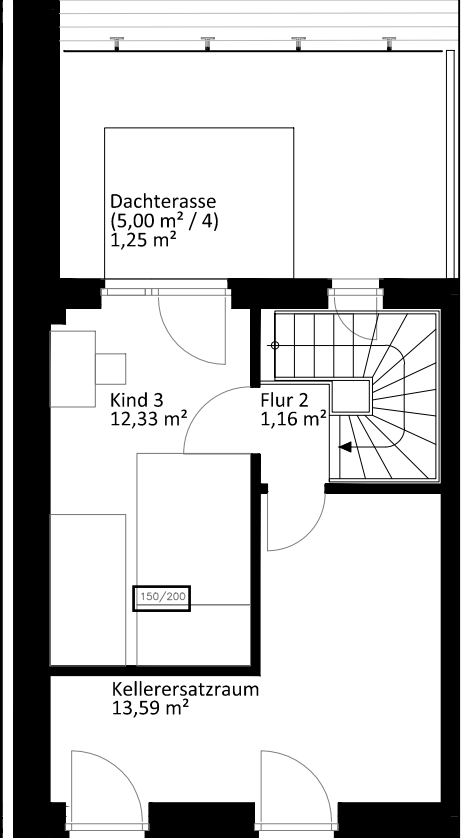 Dachterasse
(5,00 m² / 4)
1,25 m²
Kind 3
12,33 m²
Flur 2
1,16 m²
150/200
Kellerersatzraum
13,59 m²